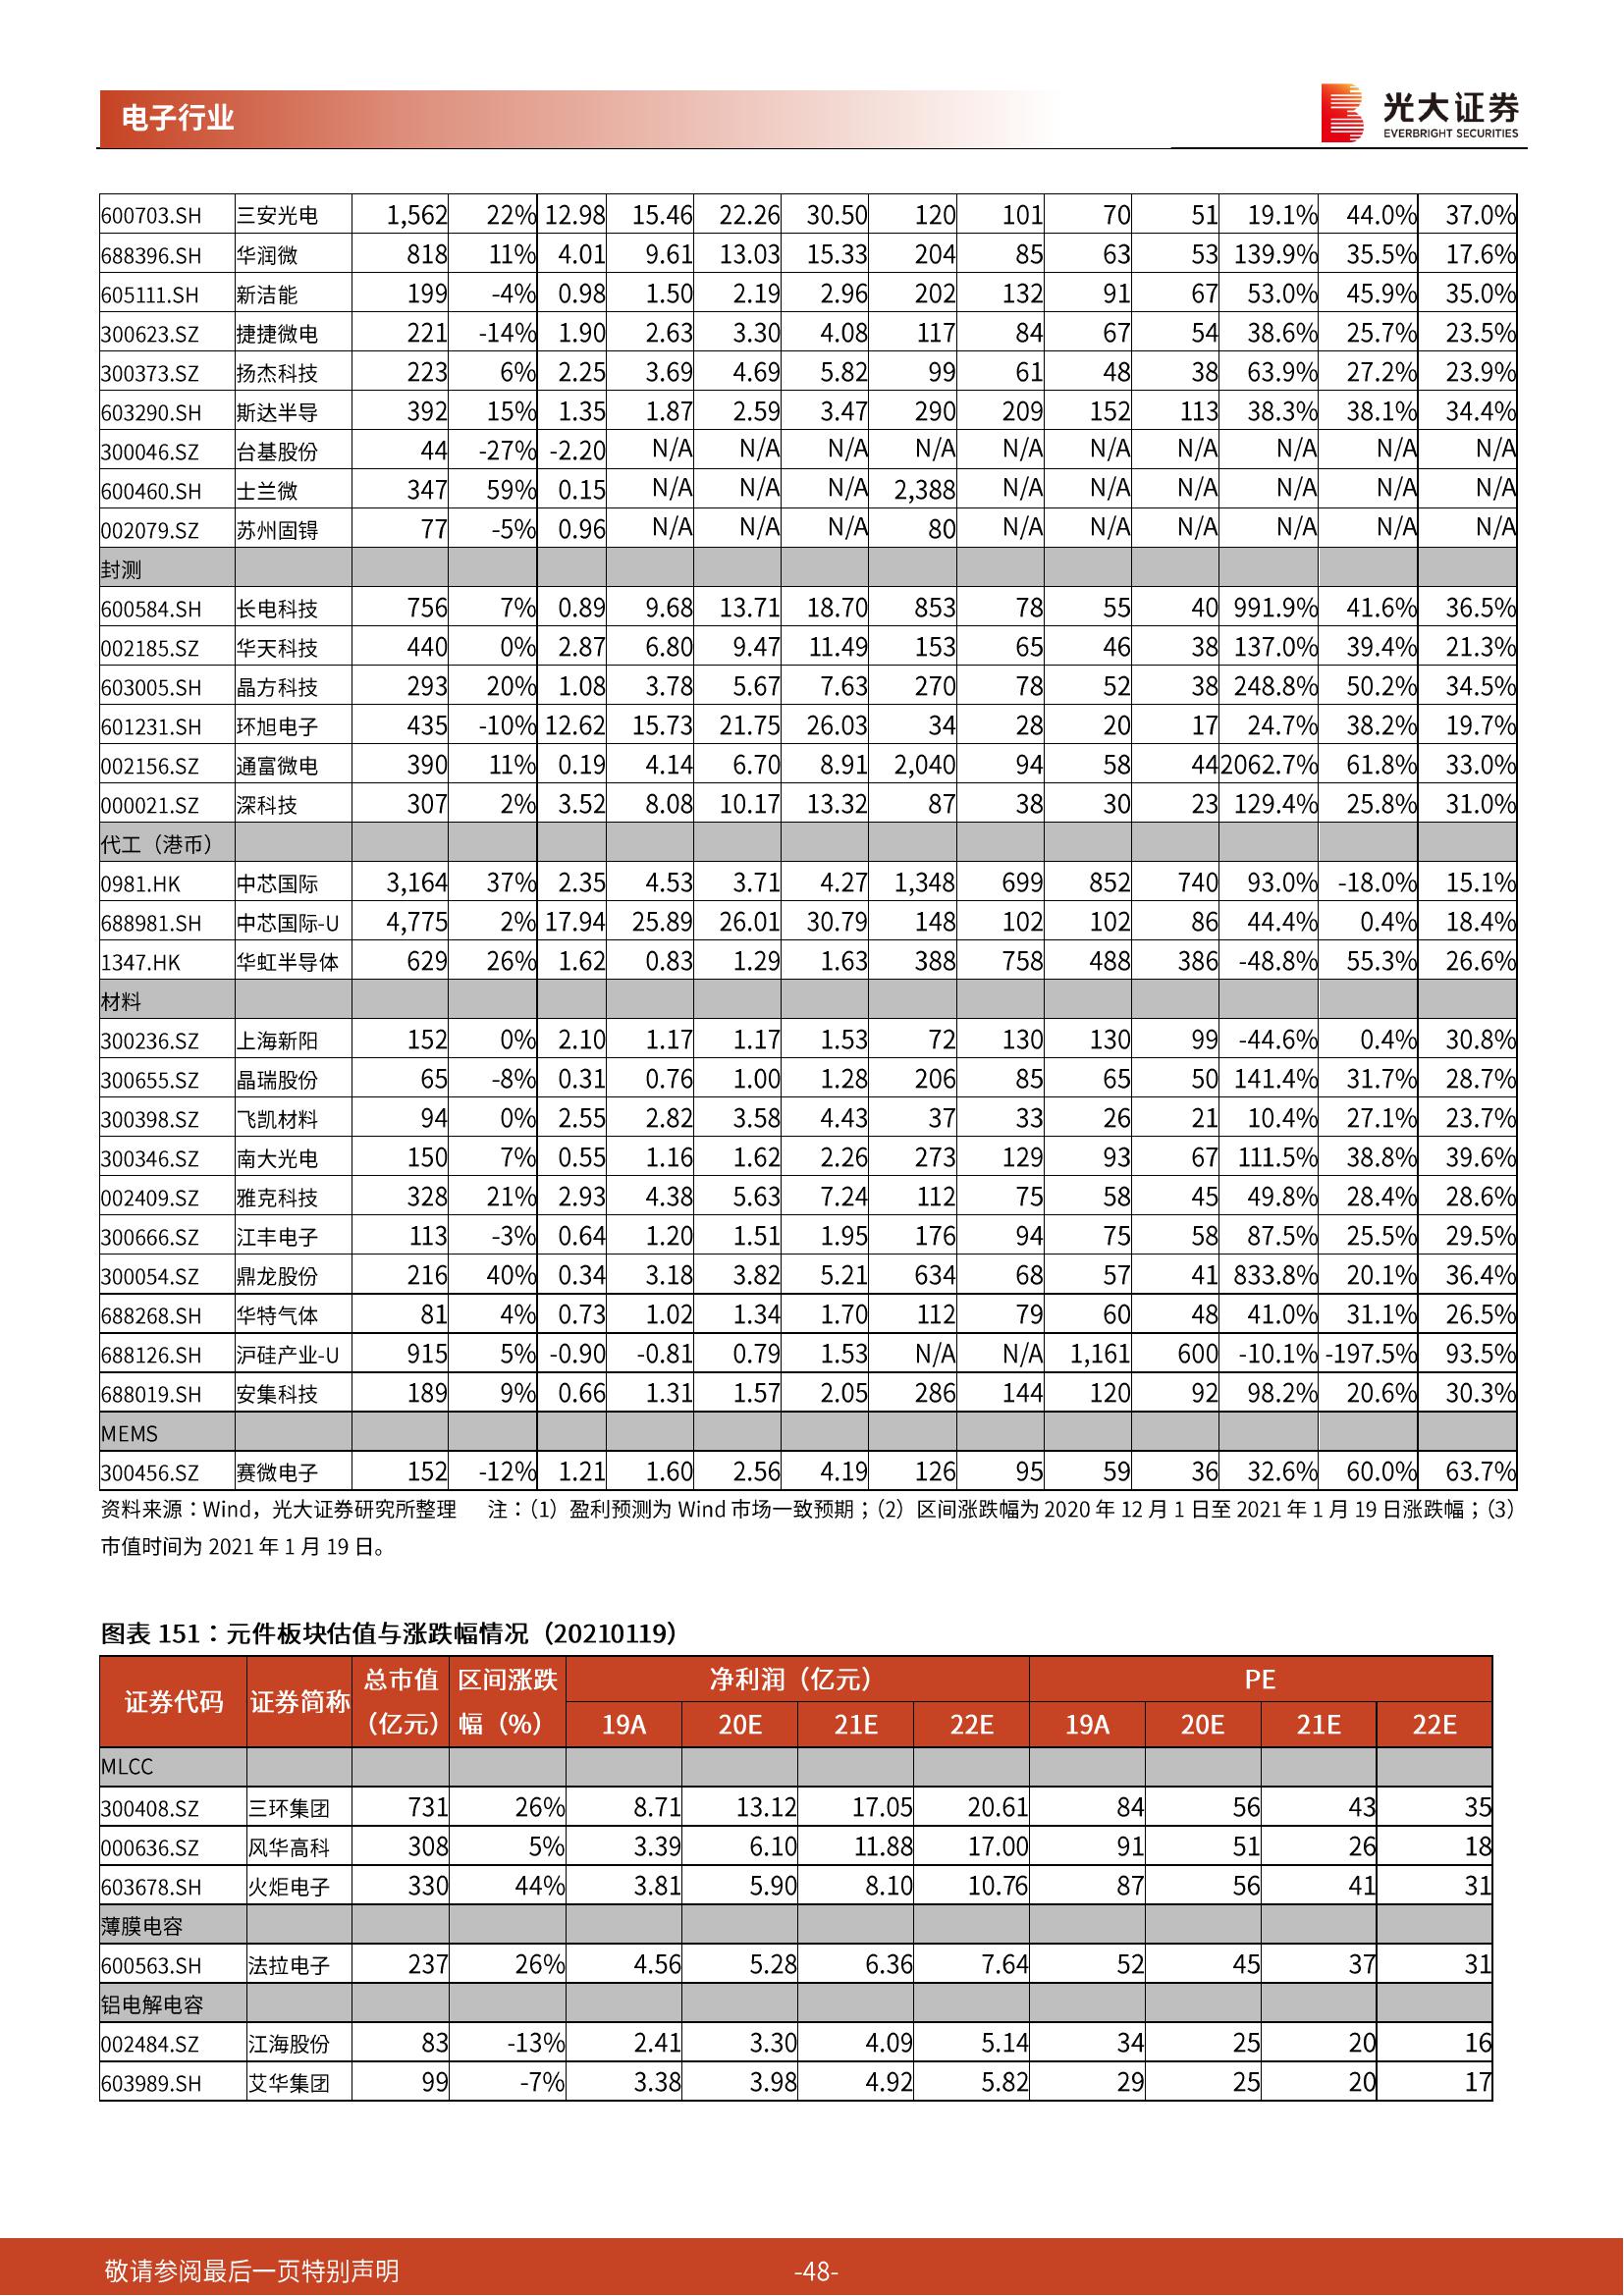 电子行业
光大证券
EVERBRIGHT SECURITIES
600703.SH 三安光电 1,562 22% 12.98 15.46 22.26 30.50 120 101 70 51 19.1% 44.0% 37.0%
688396.SH 华润微 818 11% 4.01 9.61 13.03 15.33 204 85 63 53 139.9% 35.5% 17.6%
605111.SH 新洁能 199 -4% 0.98 1.50 2.19 2.96 202 132 91 67 53.0% 45.9% 35.0%
300623.SZ 捷捷微电 221 -14% 1.90 2.63 3.30 4.08 117 84 67 54 38.6% 25.7% 23.5%
300373.SZ 扬杰科技 223 6% 2.25 3.69 4.69 5.82 99 61 48 38 63.9% 27.2% 23.9%
603290.SH 斯达半导 392 15% 1.35 1.87 2.59 3.47 290 209 152 113 38.3% 38.1% 34.4%
300046.SZ 台基股份 44 -27% -2.20 N/A N/A N/A N/A N/A N/A N/A N/A N/A N/A
600460.SH 士兰微 347 59% 0.15 N/A N/A N/A 2,388 N/A N/A N/A N/A N/A N/A
002079.SZ 苏州固锝 77 -5% 0.96 N/A N/A N/A 80 N/A N/A N/A N/A N/A N/A
封测
600584.SH 长电科技 756 7% 0.89 9.68 13.71 18.70 853 78 55 40 991.9% 41.6% 36.5%
002185.SZ 华天科技 440 0% 2.87 6.80 9.47 11.49 153 65 46 38 137.0% 39.4% 21.3%
603005.SH 晶方科技 293 20% 1.08 3.78 5.67 7.63 270 78 52 38 248.8% 50.2% 34.5%
601231.SH 环旭电子 435 -10% 12.62 15.73 21.75 26.03 34 28 20 17 24.7% 38.2% 19.7%
002156.SZ 通富微电 390 11% 0.19 4.14 6.70 8.91 2,040 94 58 44 2062.7% 61.8% 33.0%
000021.SZ 深科技 307 2% 3.52 8.08 10.17 13.32 87 38 30 23 129.4% 25.8% 31.0%
代工（港币）
0981.HK 中芯国际 3,164 37% 2.35 4.53 3.71 4.27 1,348 699 852 740 93.0% -18.0% 15.1%
688981.SH 中芯国际-U 4,775 2% 17.94 25.89 26.01 30.79 148 102 102 86 44.4% 0.4% 18.4%
1347.HK 华虹半导体 629 26% 1.62 0.83 1.29 1.63 388 758 488 386 -48.8% 55.3% 26.6%
材料
300236.SZ 上海新阳 152 0% 2.10 1.17 1.17 1.53 72 130 130 99 -44.6% 0.4% 30.8%
300655.SZ 晶瑞股份 65 -8% 0.31 0.76 1.00 1.28 206 85 65 50 141.4% 31.7% 28.7%
300398.SZ 飞凯材料 94 0% 2.55 2.82 3.58 4.43 37 33 26 21 10.4% 27.1% 23.7%
300346.SZ 南大光电 150 7% 0.55 1.16 1.62 2.26 273 129 93 67 111.5% 38.8% 39.6%
002409.SZ 雅克科技 328 21% 2.93 4.38 5.63 7.24 112 75 58 45 49.8% 28.4% 28.6%
300666.SZ 江丰电子 113 -3% 0.64 1.20 1.51 1.95 176 94 75 58 87.5% 25.5% 29.5%
300054.SZ 鼎龙股份 216 40% 0.34 3.18 3.82 5.21 634 68 57 41 833.8% 20.1% 36.4%
688268.SH 华特气体 81 4% 0.73 1.02 1.34 1.70 112 79 60 48 41.0% 31.1% 26.5%
688126.SH 沪硅产业-U 915 5% -0.90 -0.81 0.79 1.53 N/A N/A 1,161 600 -10.1% -197.5% 93.5%
688019.SH 安集科技 189 9% 0.66 1.31 1.57 2.05 286 144 120 92 98.2% 20.6% 30.3%
MEMS
300456.SZ 赛微电子 152 -12% 1.21 1.60 2.56 4.19 126 95 59 36 32.6% 60.0% 63.7%
资料来源：Wind，光大证券研究所整理 注：（1）盈利预测为 Wind 市场一致预期；（2）区间涨跌幅为 2020 年 12 月 1 日至 2021 年 1 月 19 日涨跌幅；（3）
市值时间为 2021 年 1 月 19 日。
图表 151：元件板块估值与涨跌幅情况（20210119）
证券代码 证券简称 总市值（亿元） 区间涨跌幅（%） 净利润（亿元） PE
19A 20E 21E 22E 19A 20E 21E 22E
MLCC
300408.SZ 三环集团 731 26% 8.71 13.12 17.05 20.61 84 56 43 35
000636.SZ 风华高科 308 5% 3.39 6.10 11.88 17.00 91 51 26 18
603678.SH 火炬电子 330 44% 3.81 5.90 8.10 10.76 87 56 41 31
薄膜电容
600563.SH 法拉电子 237 26% 4.56 5.28 6.36 7.64 52 45 37 31
铝电解电容
002484.SZ 江海股份 83 -13% 2.41 3.30 4.09 5.14 34 25 20 16
603989.SH 艾华集团 99 -7% 3.38 3.98 4.92 5.82 29 25 20 17
敬请参阅最后一页特别声明 -48-